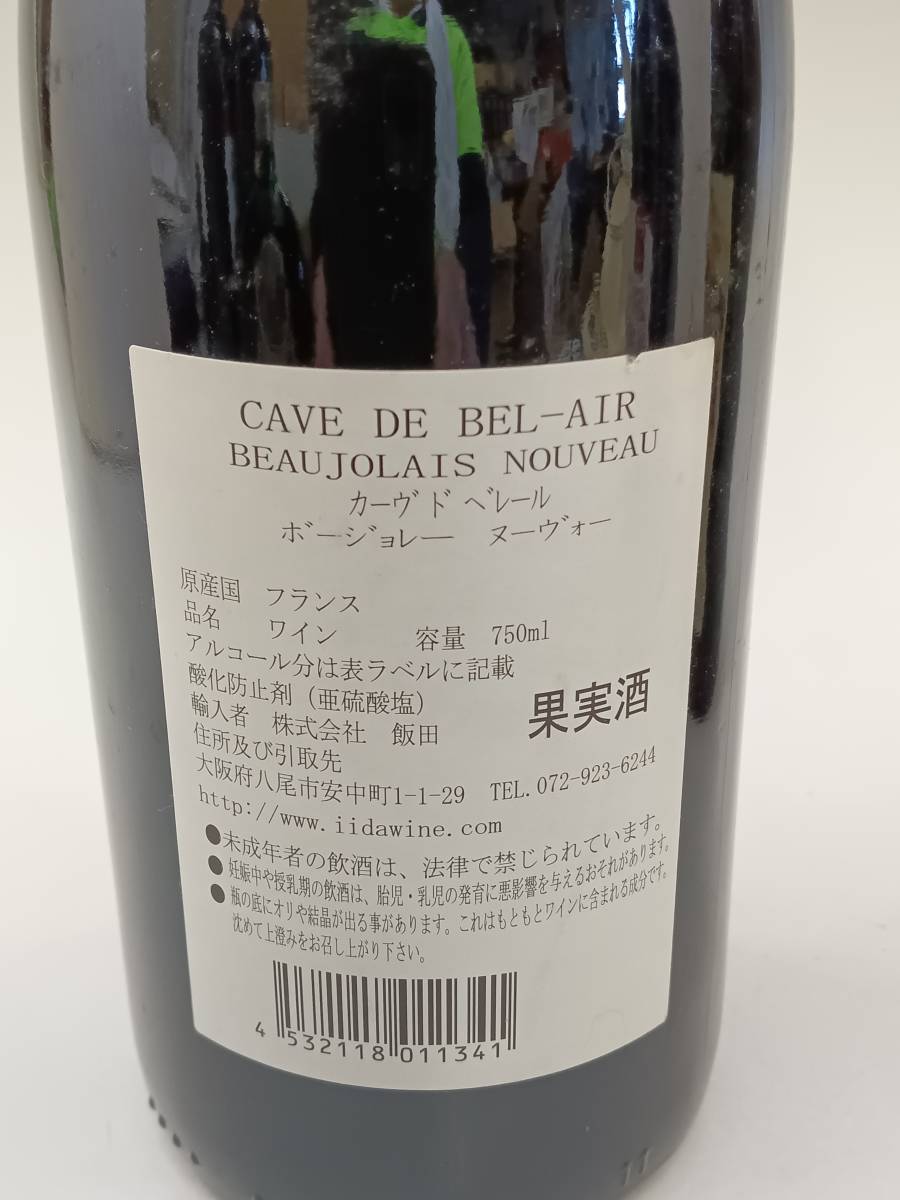 CAVE DE BEL-AIR
BEAUJOLAIS NOUVEAU
カーヴ ド ベレール
ボージョレー ヌーヴォー
原産国 フランス
品名 ワイン 容量 750ml
アルコール分は表ラベルに記載
酸化防止剤（亜硫酸塩）
輸入者 株式会社 飯田 果実酒
住所及び引取先
大阪府八尾市安中町1-1-29 TEL.072-923-6244
http://www.iidawine.com
●未成年者の飲酒は、法律で禁じられています。
●妊娠中や授乳期の飲酒は、胎児・乳児の発育に悪影響を与えるおそれがあります。
●瓶の底にオリや結晶が出る事があります。これはもともとワインに含まれる成分です。
沈めて上澄みをお召し上がり下さい。
4 532118 011341